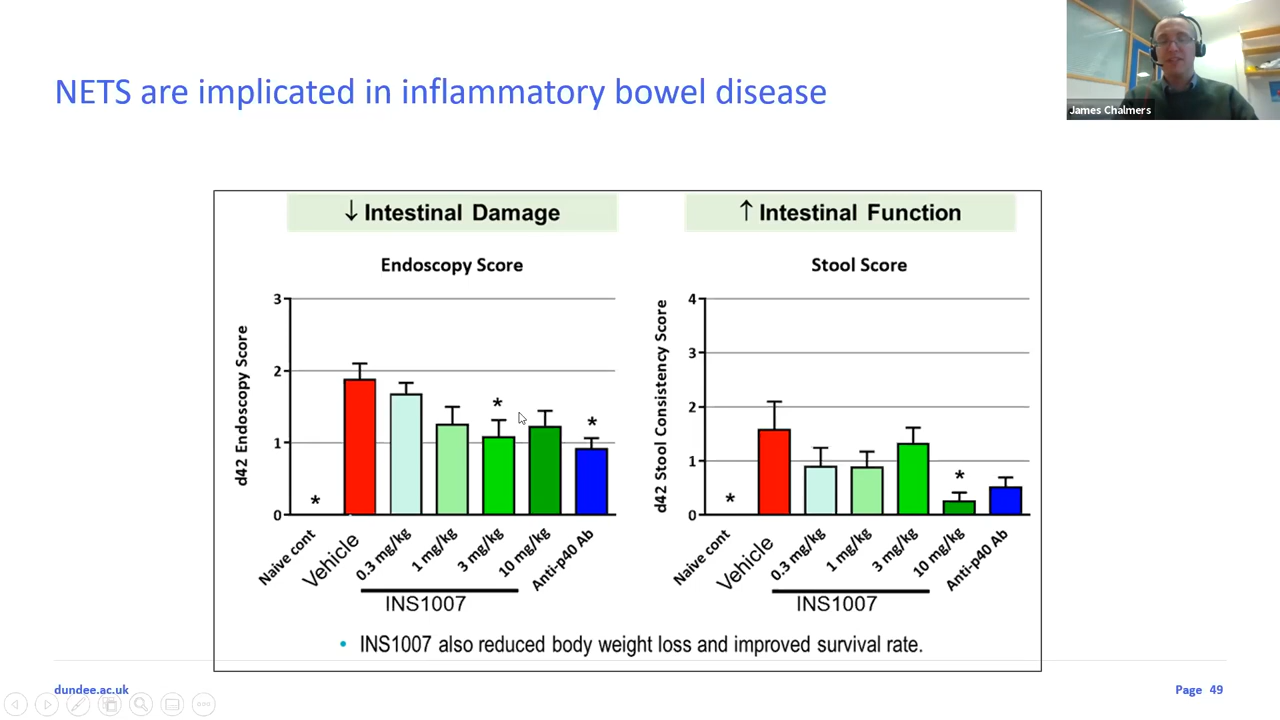 James Chalmers
NETS are implicated in inflammatory bowel disease
↓ Intestinal Damage
Endoscopy Score
d42 Endoscopy Score
3
2
1
0
*
*
*
Naive cont
Vehicle
0.3 mg/kg
1 mg/kg
3 mg/kg
10 mg/kg
Anti-p40 Ab
INS1007
↑ Intestinal Function
Stool Score
d42 Stool Consistency Score
4
3
2
1
0
*
*
Naive cont
Vehicle
0.3 mg/kg
1 mg/kg
3 mg/kg
10 mg/kg
Anti-p40 Ab
INS1007
• INS1007 also reduced body weight loss and improved survival rate.
dundee.ac.uk
Page 49